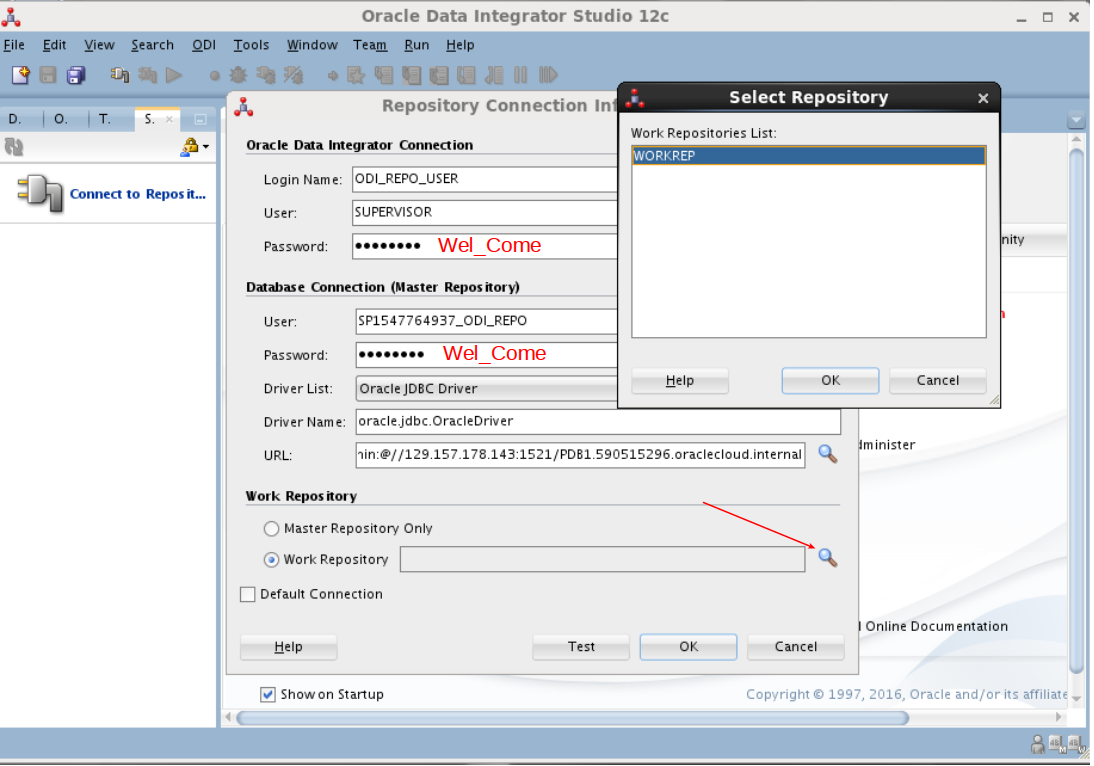 Oracle Data Integrator Studio 12c
File Edit View Search ODI Tools Window Team Run Help
D. O. T. S.
Connect to Reposit...
Repository Connection Inf
Oracle Data Integrator Connection
Login Name: ODI_REPO_USER
User: SUPERVISOR
Password: •••••••• Wel_Come
Database Connection (Master Repository)
User: SP1547764937_ODI_REPO
Password: •••••••• Wel_Come
Driver List: Oracle JDBC Driver
Driver Name: oracle.jdbc.OracleDriver
URL: hin:@//129.157.178.143:1521/PDB1.590515296.oraclecloud.internal
Work Repository
Master Repository Only
Work Repository
Default Connection
Help Test OK Cancel
Select Repository
Work Repositories List:
WORKREP
Help OK Cancel
nity
dminister
l Online Documentation
Show on Startup
Copyright © 1997, 2016, Oracle and/or its affiliate